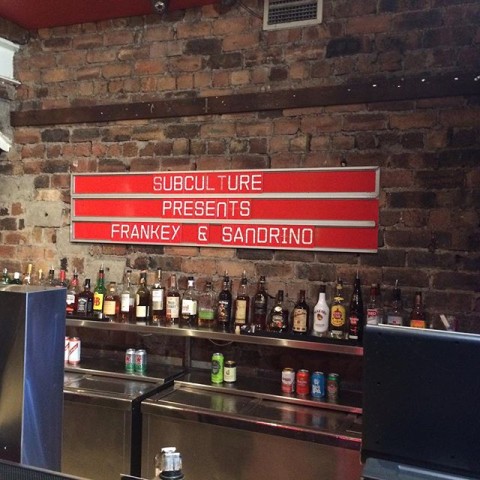 SUBCULTURE
PRESENTS
FRANKEY & SANDRINO